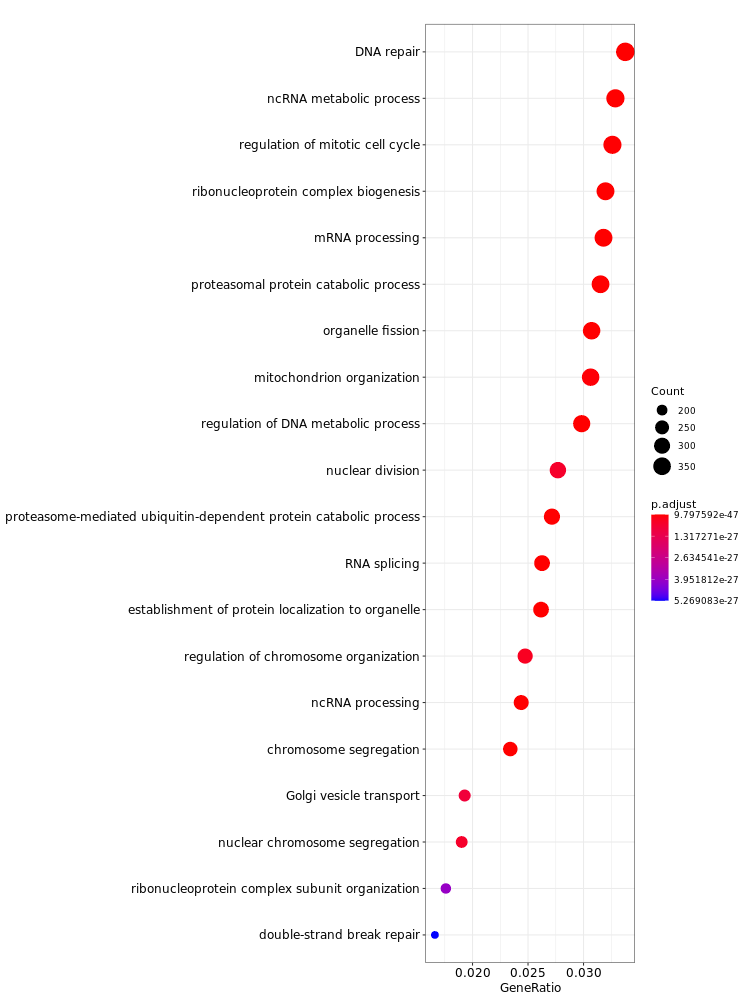 DNA repair
ncRNA metabolic process
regulation of mitotic cell cycle
ribonucleoprotein complex biogenesis
mRNA processing
proteasomal protein catabolic process
organelle fission
mitochondrion organization
regulation of DNA metabolic process
nuclear division
proteasome-mediated ubiquitin-dependent protein catabolic process
RNA splicing
establishment of protein localization to organelle
regulation of chromosome organization
ncRNA processing
chromosome segregation
Golgi vesicle transport
nuclear chromosome segregation
ribonucleoprotein complex subunit organization
double-strand break repair
0.020 0.025 0.030
GeneRatio
Count
200
250
300
350
p.adjust
9.797592e-47
1.317271e-27
2.634541e-27
3.951812e-27
5.269083e-27